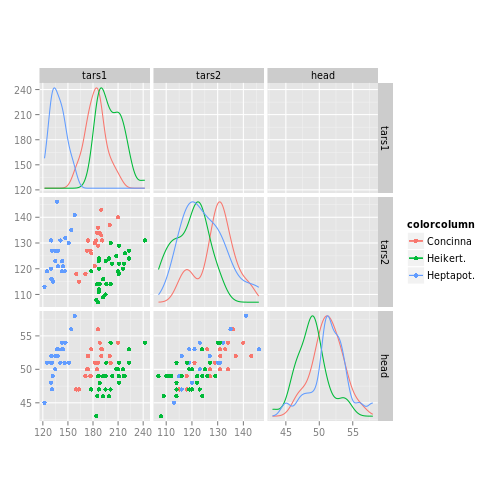 tars1 tars2 head
240
210
180
150
120
tars1
140
130
120
110
tars2
colorcolumn
Concinna
Heikert.
Heptapot.
55
50
45
head
120 150 180 210 240 110 120 130 140 45 50 55